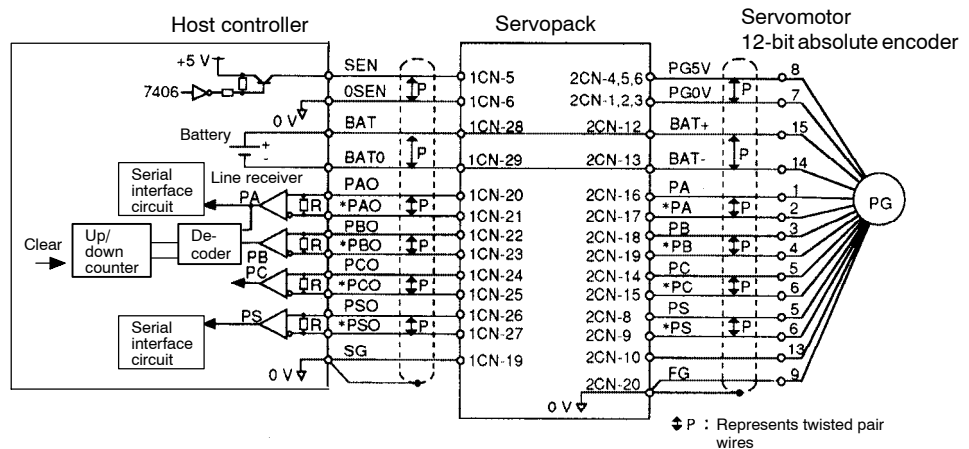 Host controller
Servopack
Servomotor
12-bit absolute encoder
+5 V
7406
0 V
Battery
+
-
Line receiver
Serial
interface
circuit
PA
R
Clear
Up/
down
counter
De-
coder
PB
R
PC
R
Serial
interface
circuit
PS
R
0 V
SEN
0SEN
P
BAT
BAT0
P
PAO
*PAO
P
PBO
*PBO
P
PCO
*PCO
P
PSO
*PSO
P
SG
1CN-5
1CN-6
1CN-28
1CN-29
1CN-20
1CN-21
1CN-22
1CN-23
1CN-24
1CN-25
1CN-26
1CN-27
1CN-19
2CN-4,5,6
2CN-1,2,3
2CN-12
2CN-13
2CN-16
2CN-17
2CN-18
2CN-19
2CN-14
2CN-15
2CN-8
2CN-9
2CN-10
2CN-20
0 V
PG5V
P
PG0V
BAT+
P
BAT-
PA
*PA
P
PB
*PB
P
PC
*PC
P
PS
*PS
P
FG
8
7
15
14
1
2
3
4
5
6
5
6
13
9
PG
P : Represents twisted pair
wires